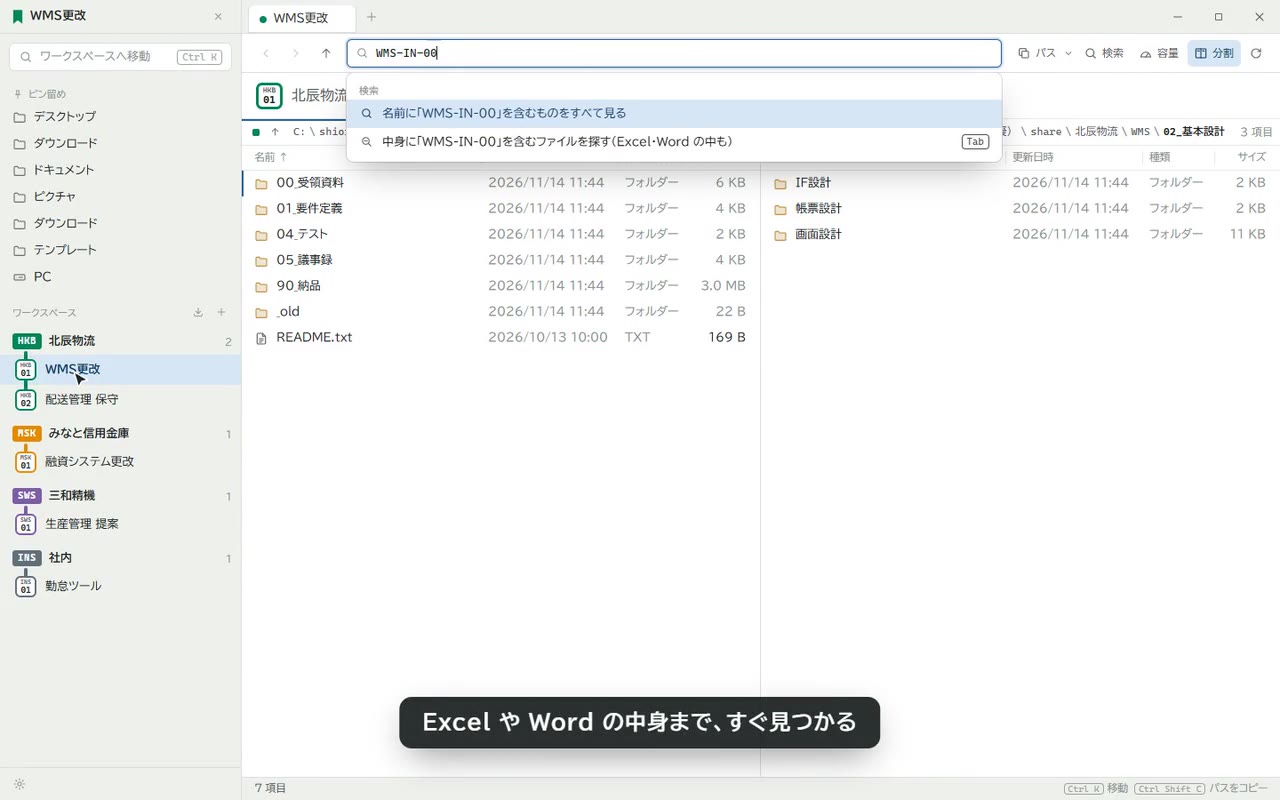 WMS更改
ワークスペースへ移動 Ctrl K
ピン留め
デスクトップ
ダウンロード
ドキュメント
ピクチャ
ダウンロード
テンプレート
PC
ワークスペース
HKB 北辰物流 2
HKB 01 WMS更改
HKB 02 配送管理 保守
MSK みなと信用金庫 1
MSK 01 融資システム更改
SWS 三和精機 1
SWS 01 生産管理 提案
INS 社内 1
INS 01 勤怠ツール
WMS更改
WMS-IN-00
パス 検索 容量 分割
HKB 01 北辰物流
検索
名前に「WMS-IN-00」を含むものをすべて見る
中身に「WMS-IN-00」を含むファイルを探す(Excel・Word の中も) Tab
C: \ shio
\ share \ 北辰物流 \ WMS \ 02_基本設計 3 項目
名前
00_受領資料 2026/11/14 11:44 フォルダー 6 KB
01_要件定義 2026/11/14 11:44 フォルダー 4 KB
04_テスト 2026/11/14 11:44 フォルダー 2 KB
05_議事録 2026/11/14 11:44 フォルダー 4 KB
90_納品 2026/11/14 11:44 フォルダー 3.0 MB
_old 2026/11/14 11:44 フォルダー 22 B
README.txt 2026/10/13 10:00 TXT 169 B
更新日時 種類 サイズ
IF設計 2026/11/14 11:44 フォルダー 2 KB
帳票設計 2026/11/14 11:44 フォルダー 2 KB
画面設計 2026/11/14 11:44 フォルダー 11 KB
Excel や Word の中身まで、すぐ見つかる
7 項目
Ctrl K 移動 Ctrl Shift C パスをコピー